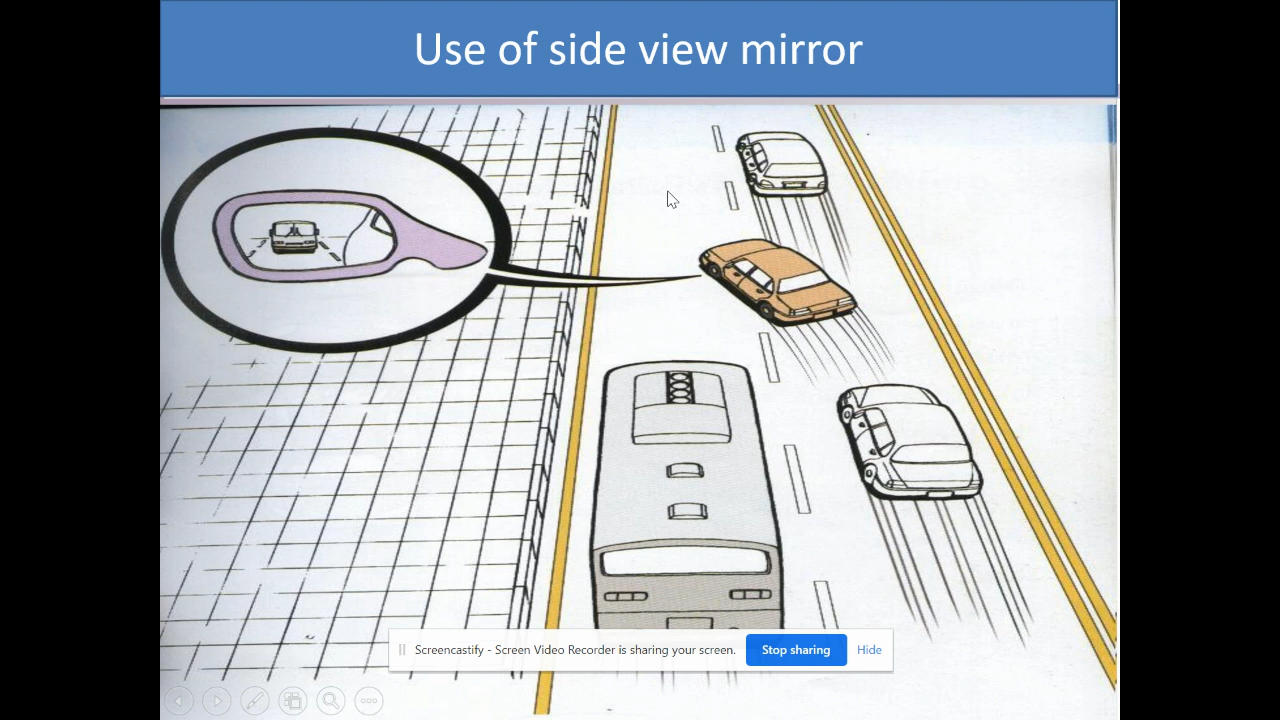 Use of side view mirror
Screencastify - Screen Video Recorder is sharing your screen.
Stop sharing
Hide